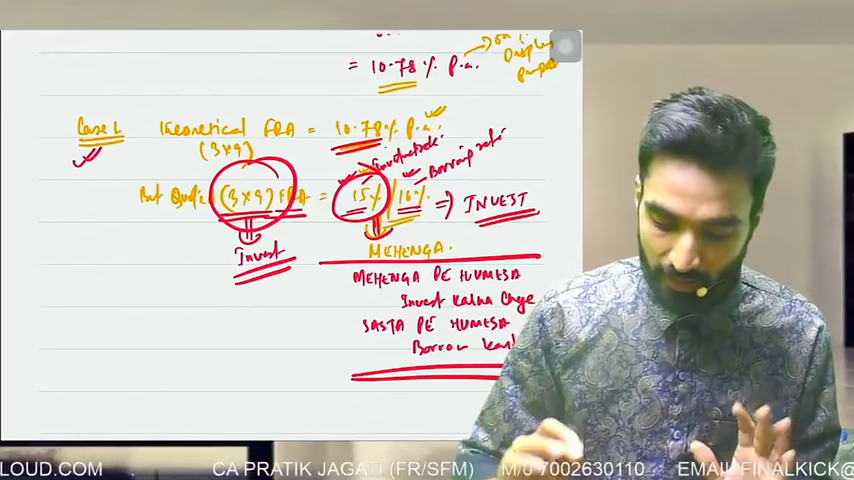 = 10.78 % p.a.
Case 1 Theoretical FRA = 10.78% p.a.
(3x9)
Borrowing rate
But Quote (3x9) FRA = 15% / 16% => INVEST
Invest MEHENGA.
MEHENGA PE HUMESA
Invest Karna
SASTA PE HUMESA
Borrow
LOUD.COM CA PRATIK JAGATI (FR/SFM) M/0 7002630110 EMAIL FINALKICK@